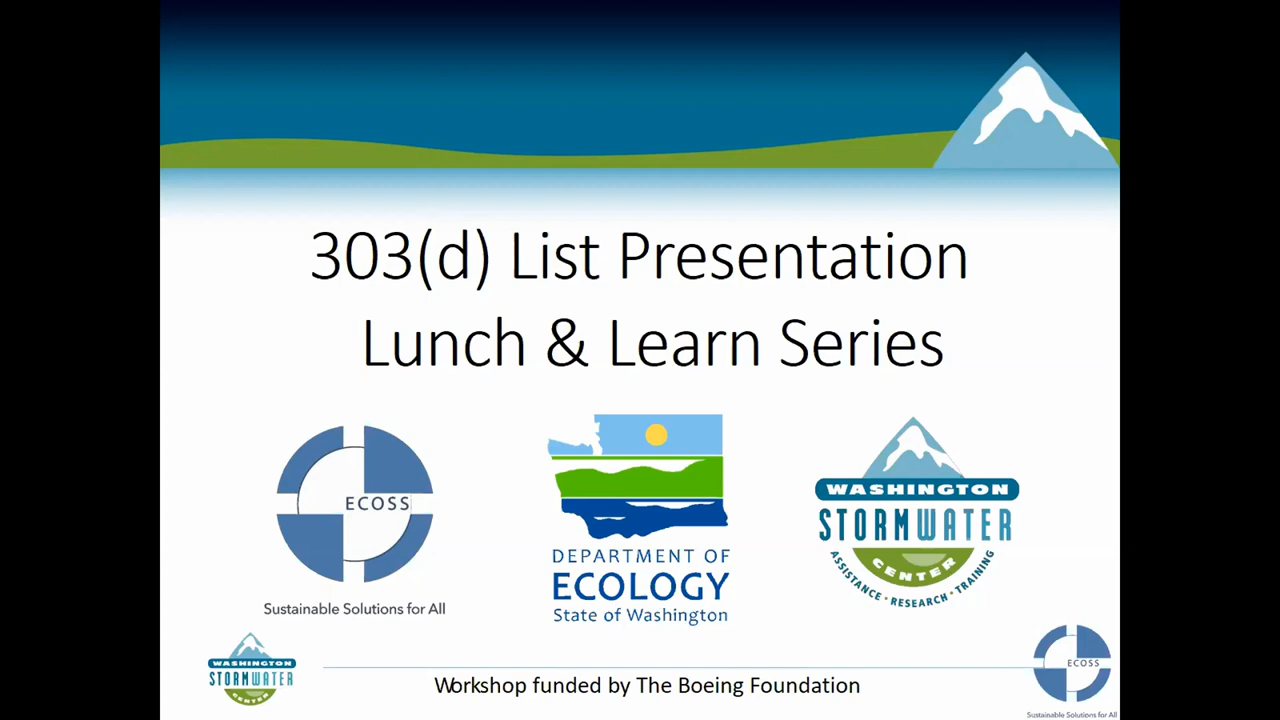 303(d) List Presentation
Lunch & Learn Series
ECOSS
Sustainable Solutions for All
DEPARTMENT OF
ECOLOGY
State of Washington
WASHINGTON
STORMWATER
CENTER
ASSISTANCE • RESEARCH • TRAINING
WASHINGTON
STORMWATER
CENTER
Workshop funded by The Boeing Foundation
ECOSS
Sustainable Solutions for All